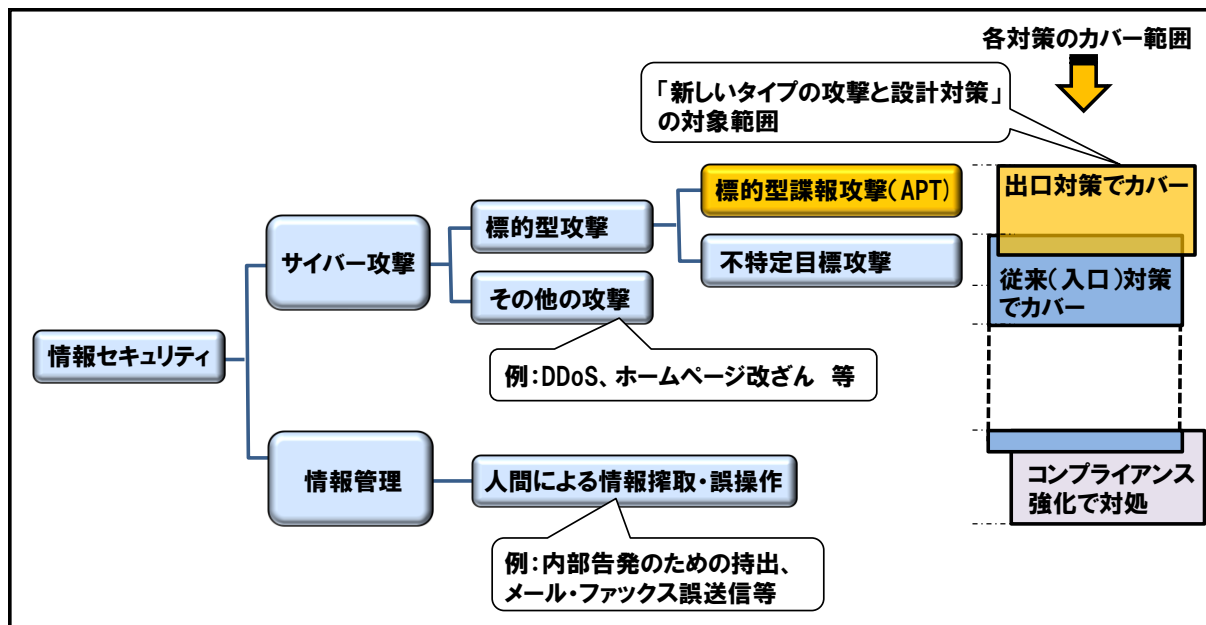 各対策のカバー範囲
「新しいタイプの攻撃と設計対策」
の対象範囲
標的型諜報攻撃(APT)
出口対策でカバー
標的型攻撃
サイバー攻撃
不特定目標攻撃
従来(入口)対策
でカバー
その他の攻撃
情報セキュリティ
例:DDoS、ホームページ改ざん 等
情報管理
人間による情報搾取・誤操作
コンプライアンス
強化で対処
例:内部告発のための持出、
メール・ファックス誤送信等